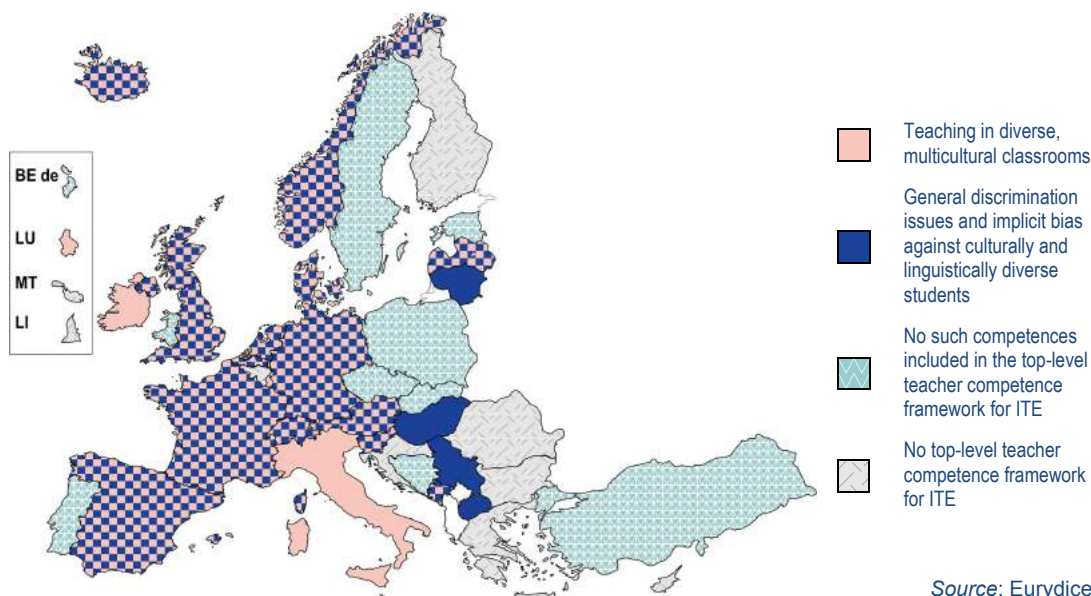 BE de
LU
MT
LI
Teaching in diverse,
multicultural classrooms
General discrimination
issues and implicit bias
against culturally and
linguistically diverse
students
No such competences
included in the top-level
teacher competence
framework for ITE
No top-level teacher
competence framework
for ITE
Source: Eurydice